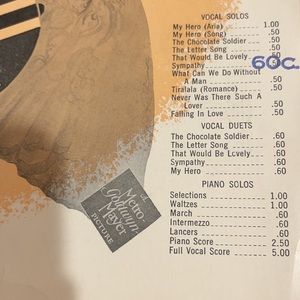 VOCAL SOLOS
My Hero (Aria) 1.00
My Hero (Song) .50
The Chocolate Soldier .50
The Letter Song .50
That Would Be Lovely .50
Sympathy .50
60C.
What Can We Do Without
A Man .50
Tiralala (Romance) .50
Never Was There Such A
Lover .50
Falling In Love .50
VOCAL DUETS
The Chocolate Soldier .60
The Letter Song .60
That Would Be Lovely .60
Sympathy .60
My Hero .60
PIANO SOLOS
Selections 1.00
Waltzes 1.00
March .60
Intermezzo .60
Lancers .60
Piano Score 2.50
Full Vocal Score 5.00
Metro-
Goldwyn
Mayer
PICTURE